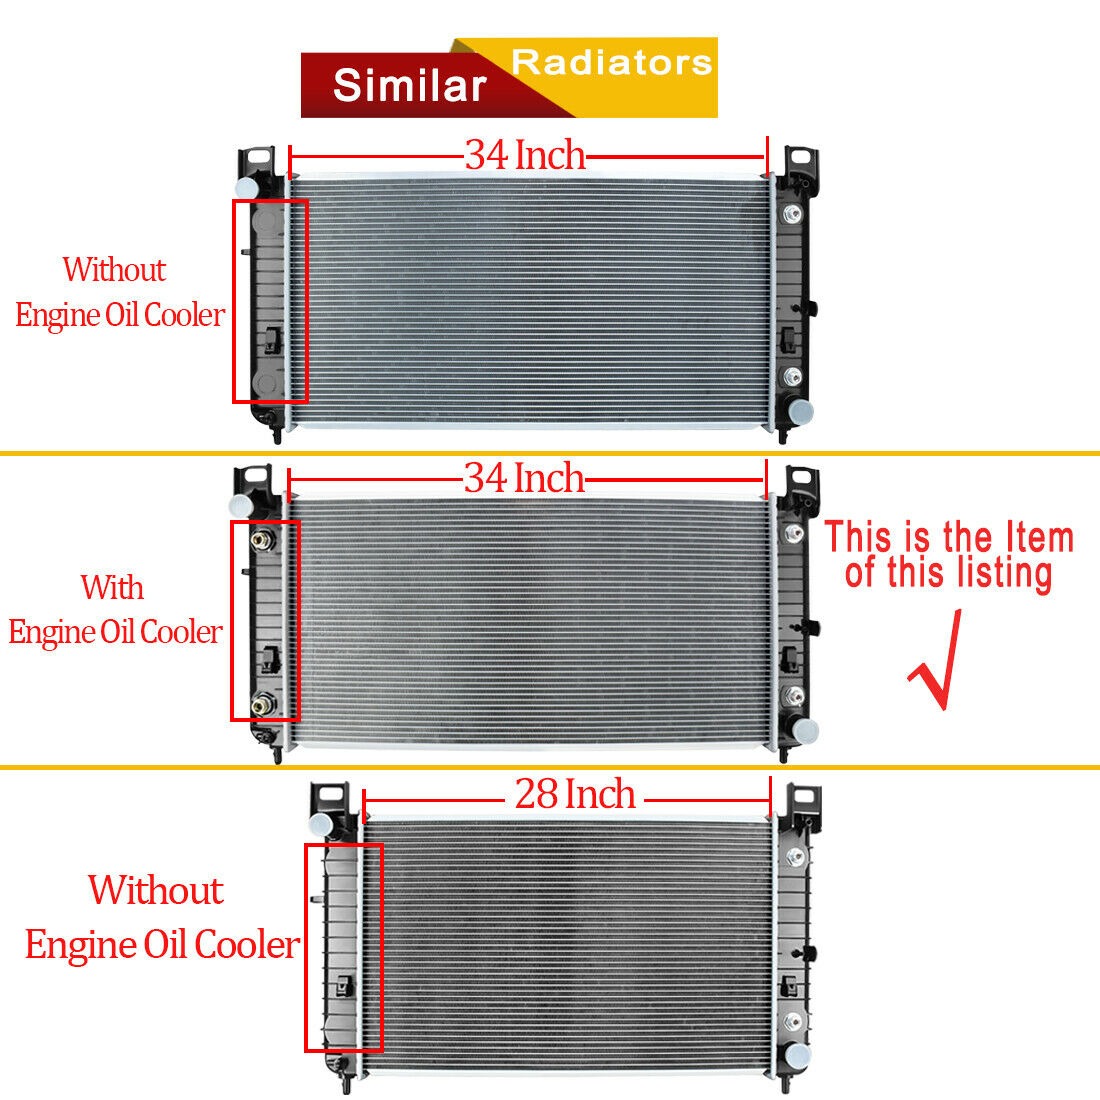 Similar Radiators
34 Inch
Without
Engine Oil Cooler
34 Inch
With
Engine Oil Cooler
This is the Item
of this listing
28 Inch
Without
Engine Oil Cooler